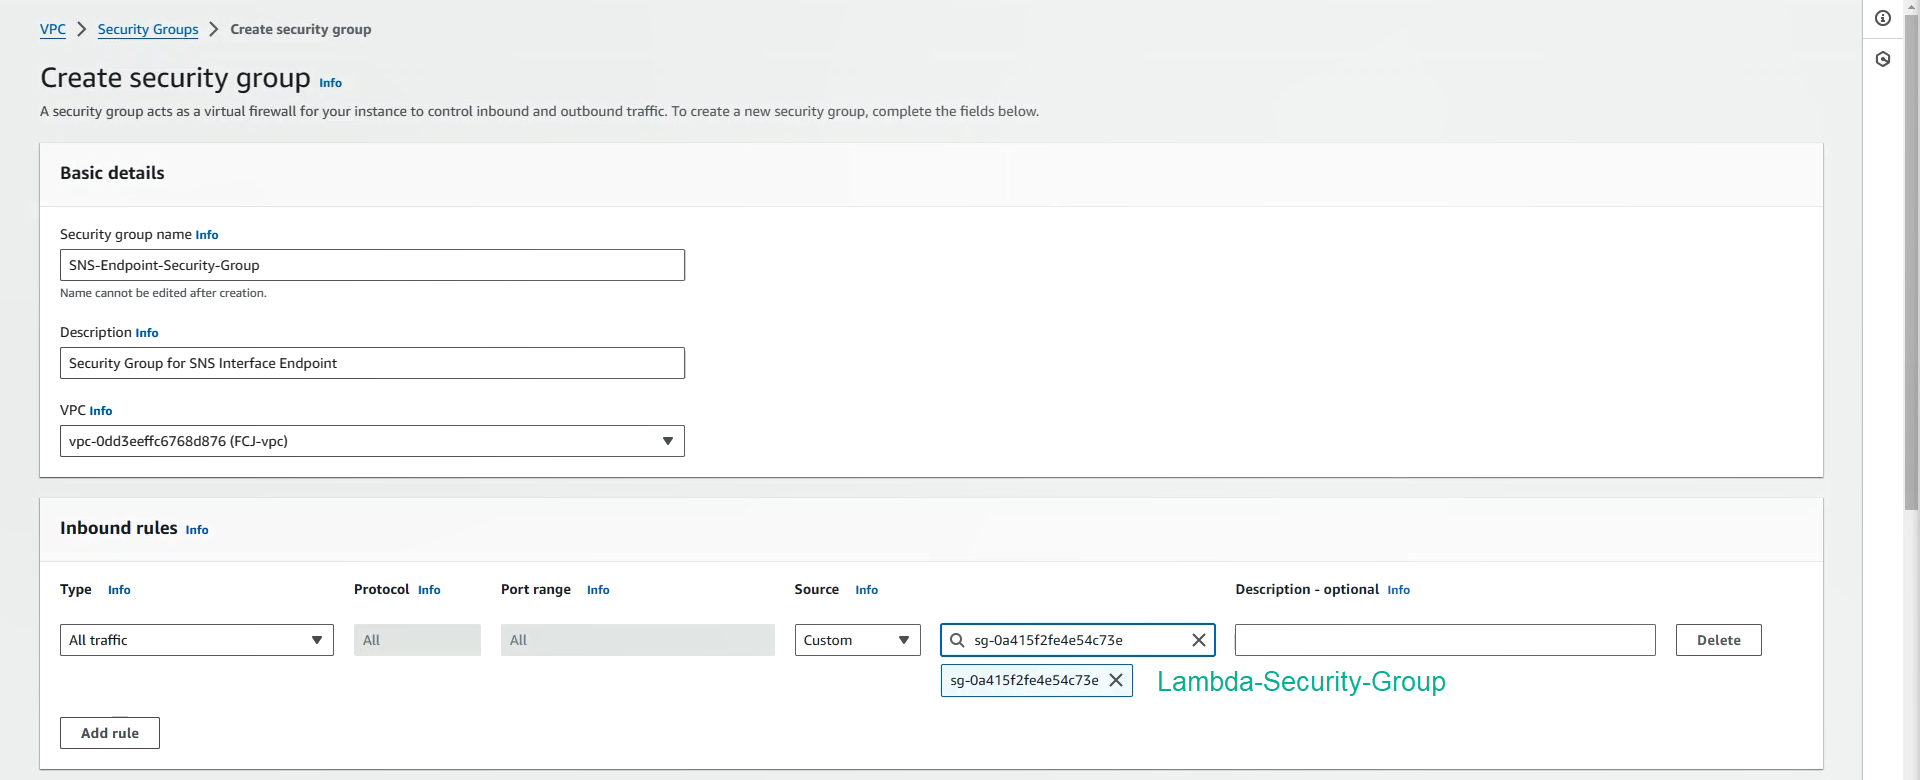 VPC > Security Groups > Create security group
Create security group Info
A security group acts as a virtual firewall for your instance to control inbound and outbound traffic. To create a new security group, complete the fields below.
Basic details
Security group name Info
SNS-Endpoint-Security-Group
Name cannot be edited after creation.
Description Info
Security Group for SNS Interface Endpoint
VPC Info
vpc-0dd3eeffc6768d876 (FCJ-vpc)
Inbound rules Info
Type Info Protocol Info Port range Info Source Info Description - optional Info
All traffic All All Custom sg-0a415f2fe4e54c73e Delete
sg-0a415f2fe4e54c73e Lambda-Security-Group
Add rule